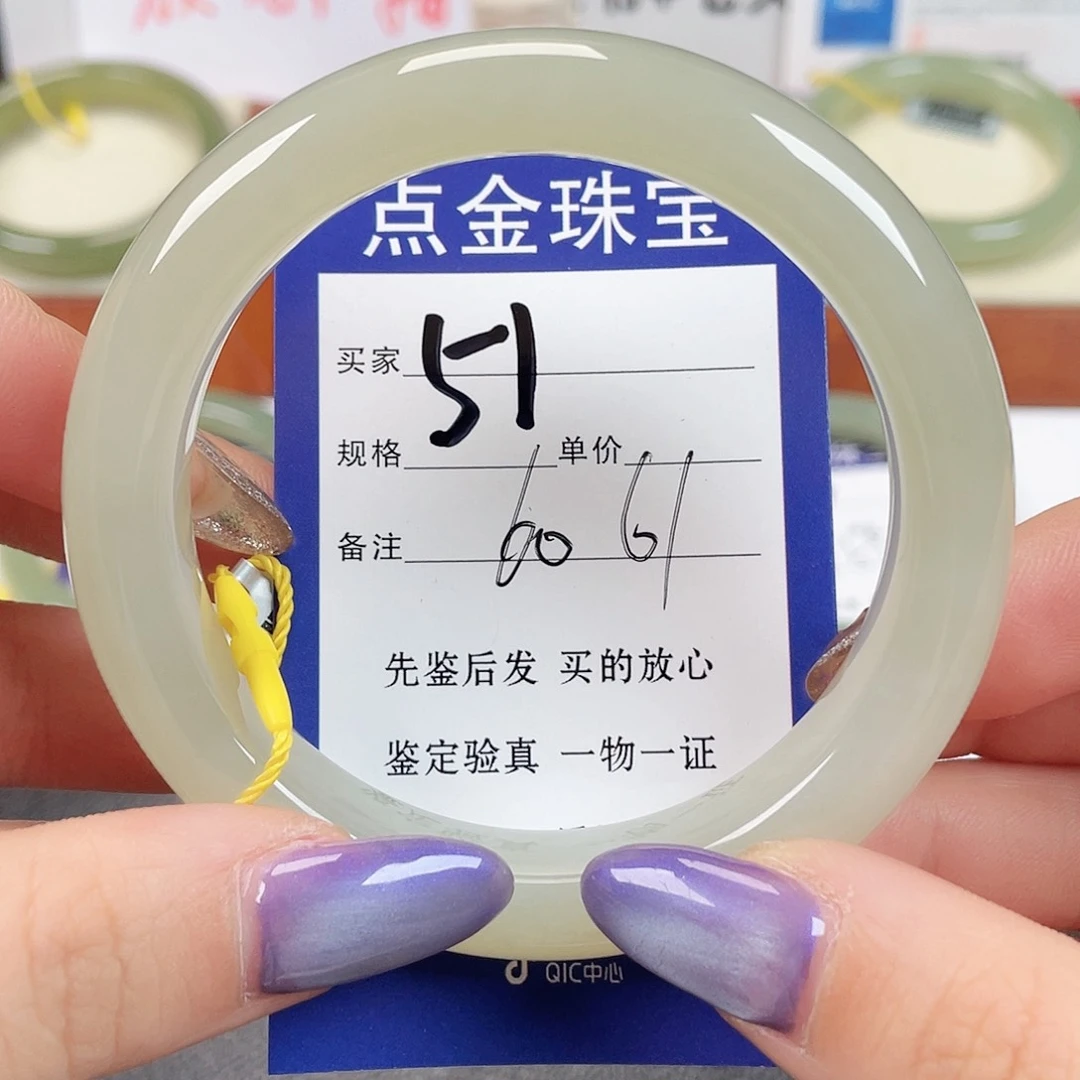 点金珠宝
买家 51
规格 单价
备注 60 61
先鉴后发 买的放心
鉴定验真 一物一证
QIC中心